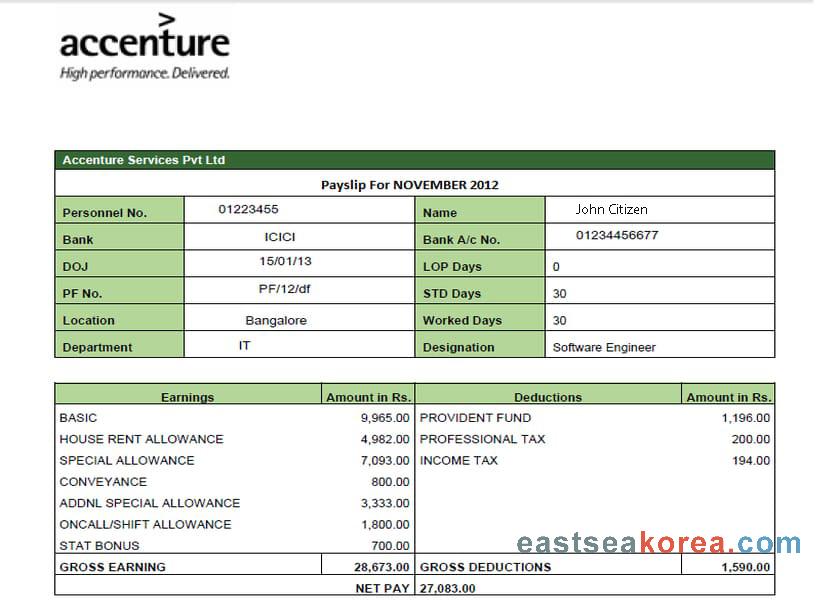 >
accenture
High performance. Delivered.
Accenture Services Pvt Ltd
Payslip For NOVEMBER 2012
Personnel No. 01223455 Name John Citizen
Bank ICICI Bank A/c No. 01234456677
DOJ 15/01/13 LOP Days 0
PF No. PF/12/df STD Days 30
Location Bangalore Worked Days 30
Department IT Designation Software Engineer
Earnings Amount in Rs. Deductions Amount in Rs.
BASIC 9,965.00 PROVIDENT FUND 1,196.00
HOUSE RENT ALLOWANCE 4,982.00 PROFESSIONAL TAX 200.00
SPECIAL ALLOWANCE 7,093.00 INCOME TAX 194.00
CONVEYANCE 800.00
ADDNL SPECIAL ALLOWANCE 3,333.00
ONCALL/SHIFT ALLOWANCE 1,800.00
STAT BONUS 700.00
eastseakorea.com
GROSS EARNING 28,673.00 GROSS DEDUCTIONS 1,590.00
NET PAY 27,083.00